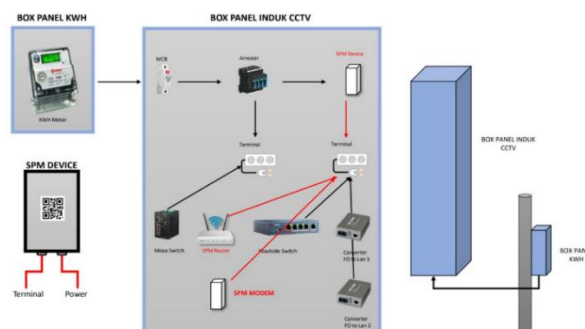 BOX PANEL KWH
BOX PANEL INDUK CCTV
KWH Meter
MCB
Arrester
SPM Device
Terminal
Terminal
Moxa Switch
SPM Router
Roadside Switch
Converter
FO to Lan 1
SPM MODEM
Converter
FO to Lan 2
SPM DEVICE
Terminal
Power
BOX PANEL INDUK
CCTV
BOX PAN
KWH